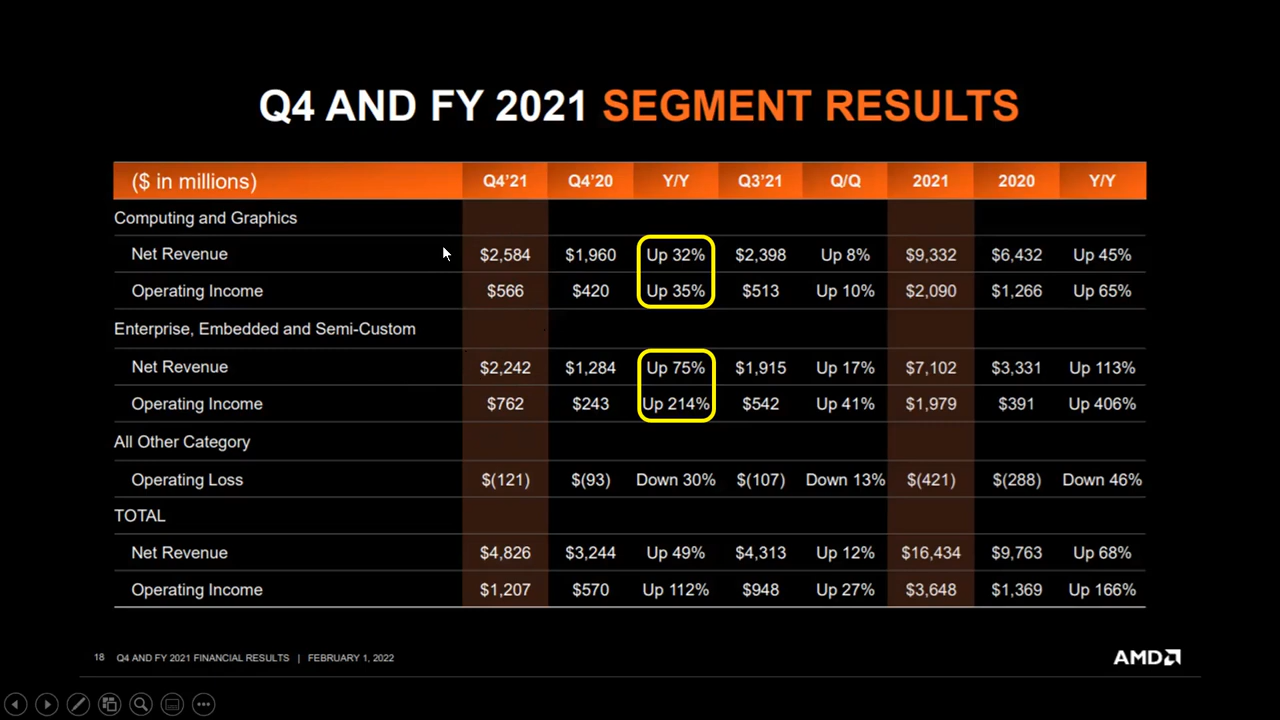 Q4 AND FY 2021 SEGMENT RESULTS
($ in millions) Q4'21 Q4'20 Y/Y Q3'21 Q/Q 2021 2020 Y/Y
Computing and Graphics
Net Revenue $2,584 $1,960 Up 32% $2,398 Up 8% $9,332 $6,432 Up 45%
Operating Income $566 $420 Up 35% $513 Up 10% $2,090 $1,266 Up 65%
Enterprise, Embedded and Semi-Custom
Net Revenue $2,242 $1,284 Up 75% $1,915 Up 17% $7,102 $3,331 Up 113%
Operating Income $762 $243 Up 214% $542 Up 41% $1,979 $391 Up 406%
All Other Category
Operating Loss $(121) $(93) Down 30% $(107) Down 13% $(421) $(288) Down 46%
TOTAL
Net Revenue $4,826 $3,244 Up 49% $4,313 Up 12% $16,434 $9,763 Up 68%
Operating Income $1,207 $570 Up 112% $948 Up 27% $3,648 $1,369 Up 166%
18 Q4 AND FY 2021 FINANCIAL RESULTS | FEBRUARY 1, 2022 AMD